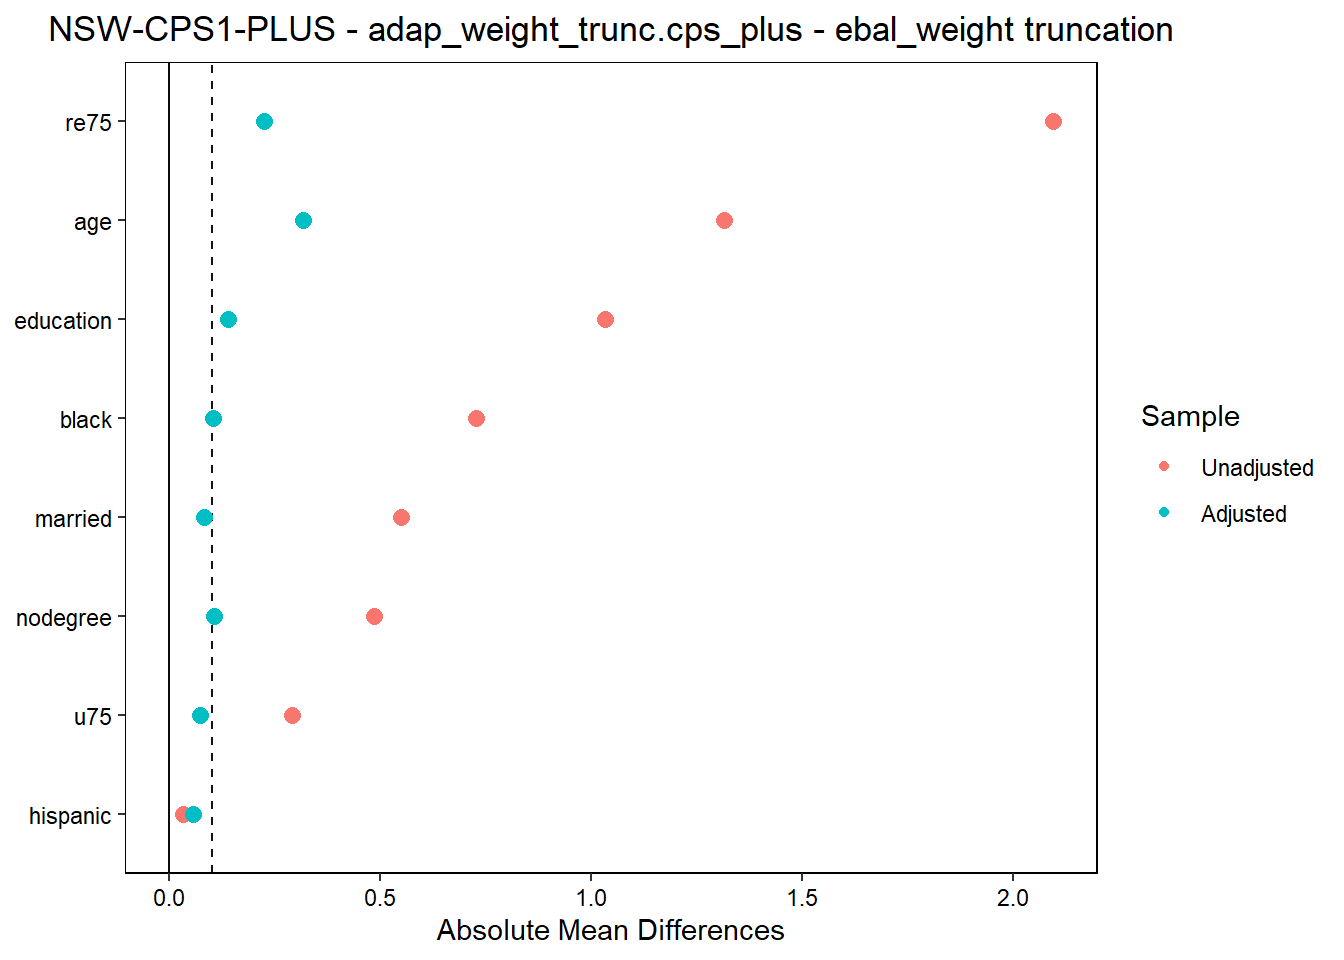 NSW-CPS1-PLUS - adap_weight_trunc.cps_plus - ebal_weight truncation
re75
age
education
black
married
nodegree
u75
hispanic
0.0 0.5 1.0 1.5 2.0
Absolute Mean Differences
Sample
Unadjusted
Adjusted